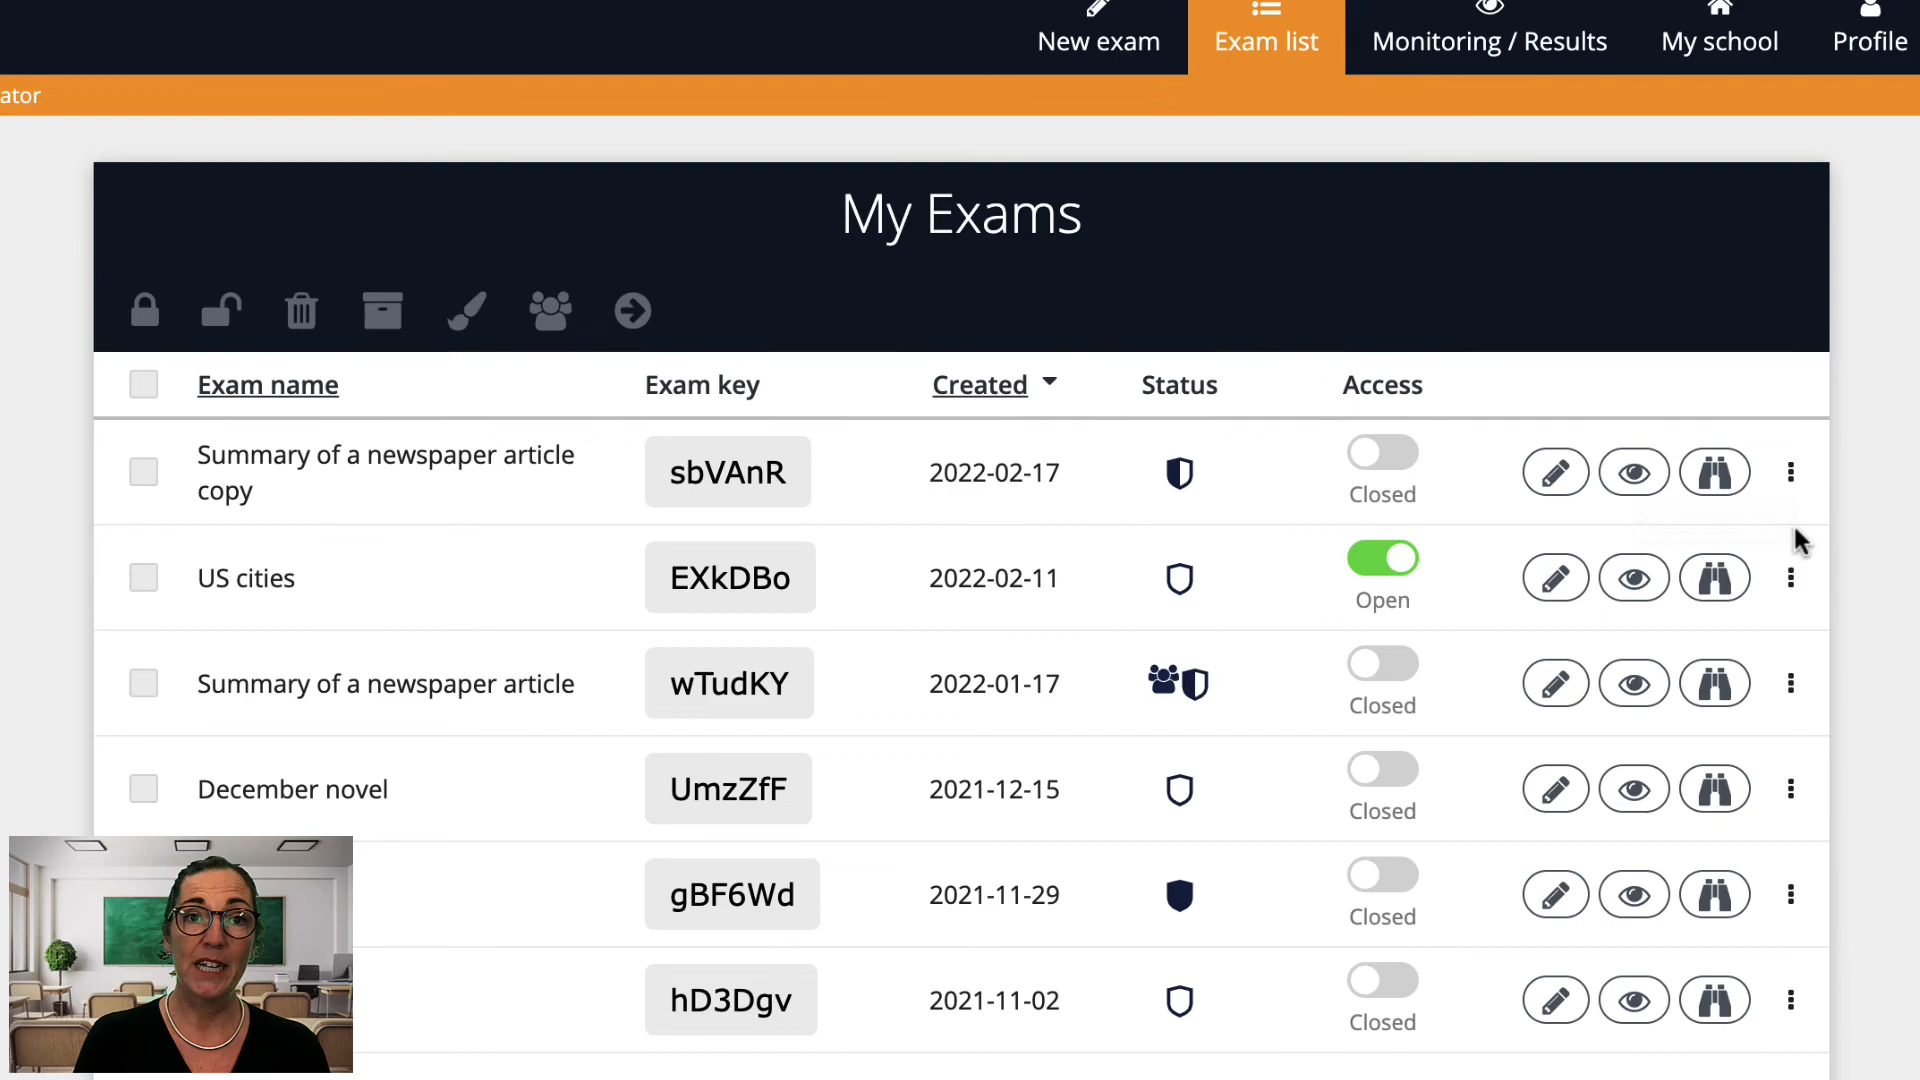 New exam
Exam list
Monitoring / Results
My school
Profile
ator
My Exams
Exam name
Exam key
Created
Status
Access
Summary of a newspaper article
copy
sbVAnR
2022-02-17
Closed
US cities
EXkDBo
2022-02-11
Open
Summary of a newspaper article
wTudKY
2022-01-17
Closed
December novel
UmzZfF
2021-12-15
Closed
gBF6Wd
2021-11-29
Closed
hD3Dgv
2021-11-02
Closed